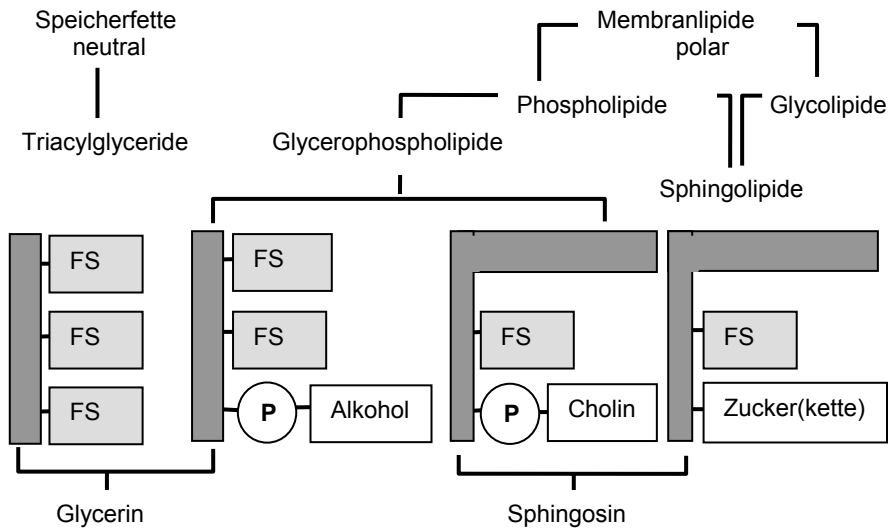 Speicherfette
neutral
Membranlipide
polar
Phospholipide
Glycolipide
Triacylglyceride
Glycerophospholipide
Sphingolipide
FS
FS
FS
FS
FS
P
Alkohol
FS
P
Cholin
FS
Zucker(kette)
Glycerin
Sphingosin